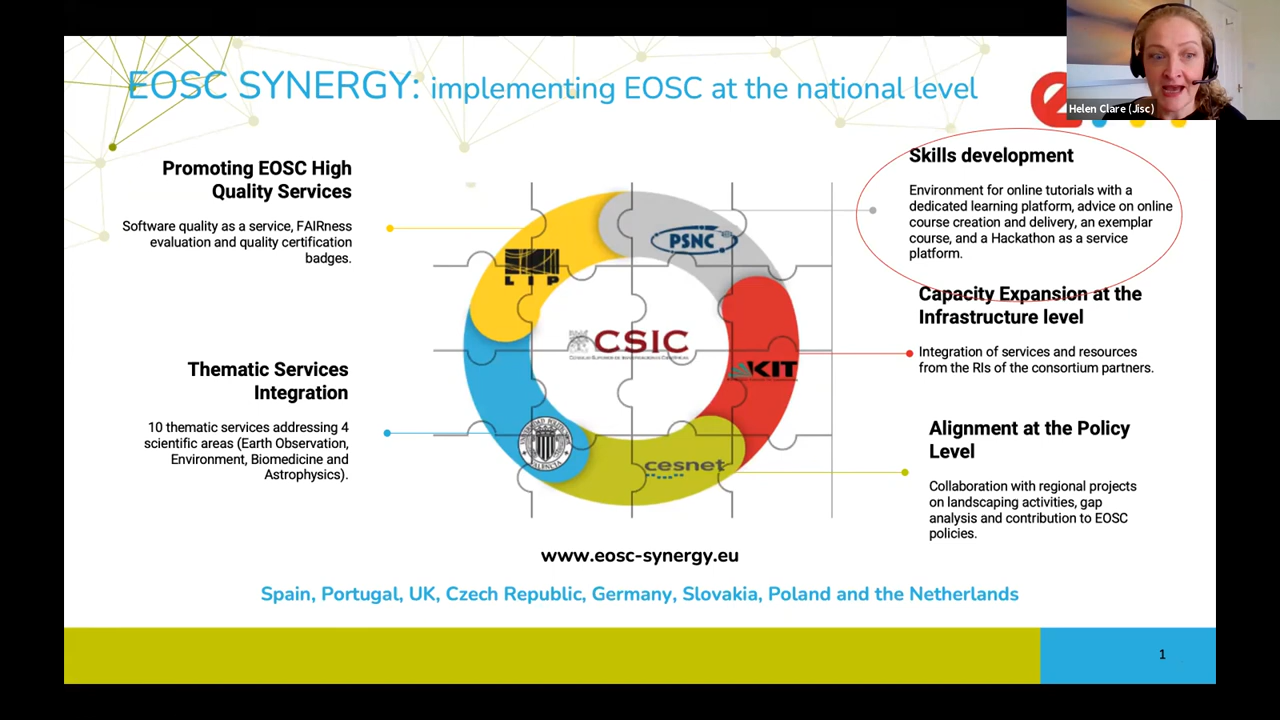 Helen Clare (Jisc)
EOSC SYNERGY: implementing EOSC at the national level
Promoting EOSC High
Quality Services
Software quality as a service, FAIRness
evaluation and quality certification
badges.
Thematic Services
Integration
10 thematic services addressing 4
scientific areas (Earth Observation,
Environment, Biomedicine and
Astrophysics).
LIP
PSNC
CSIC
KIT
cesnet
Skills development
Environment for online tutorials with a
dedicated learning platform, advice on online
course creation and delivery, an exemplar
course, and a Hackathon as a service
platform.
Capacity Expansion at the
Infrastructure level
Integration of services and resources
from the RIs of the consortium partners.
Alignment at the Policy
Level
Collaboration with regional projects
on landscaping activities, gap
analysis and contribution to EOSC
policies.
www.eosc-synergy.eu
Spain, Portugal, UK, Czech Republic, Germany, Slovakia, Poland and the Netherlands
1